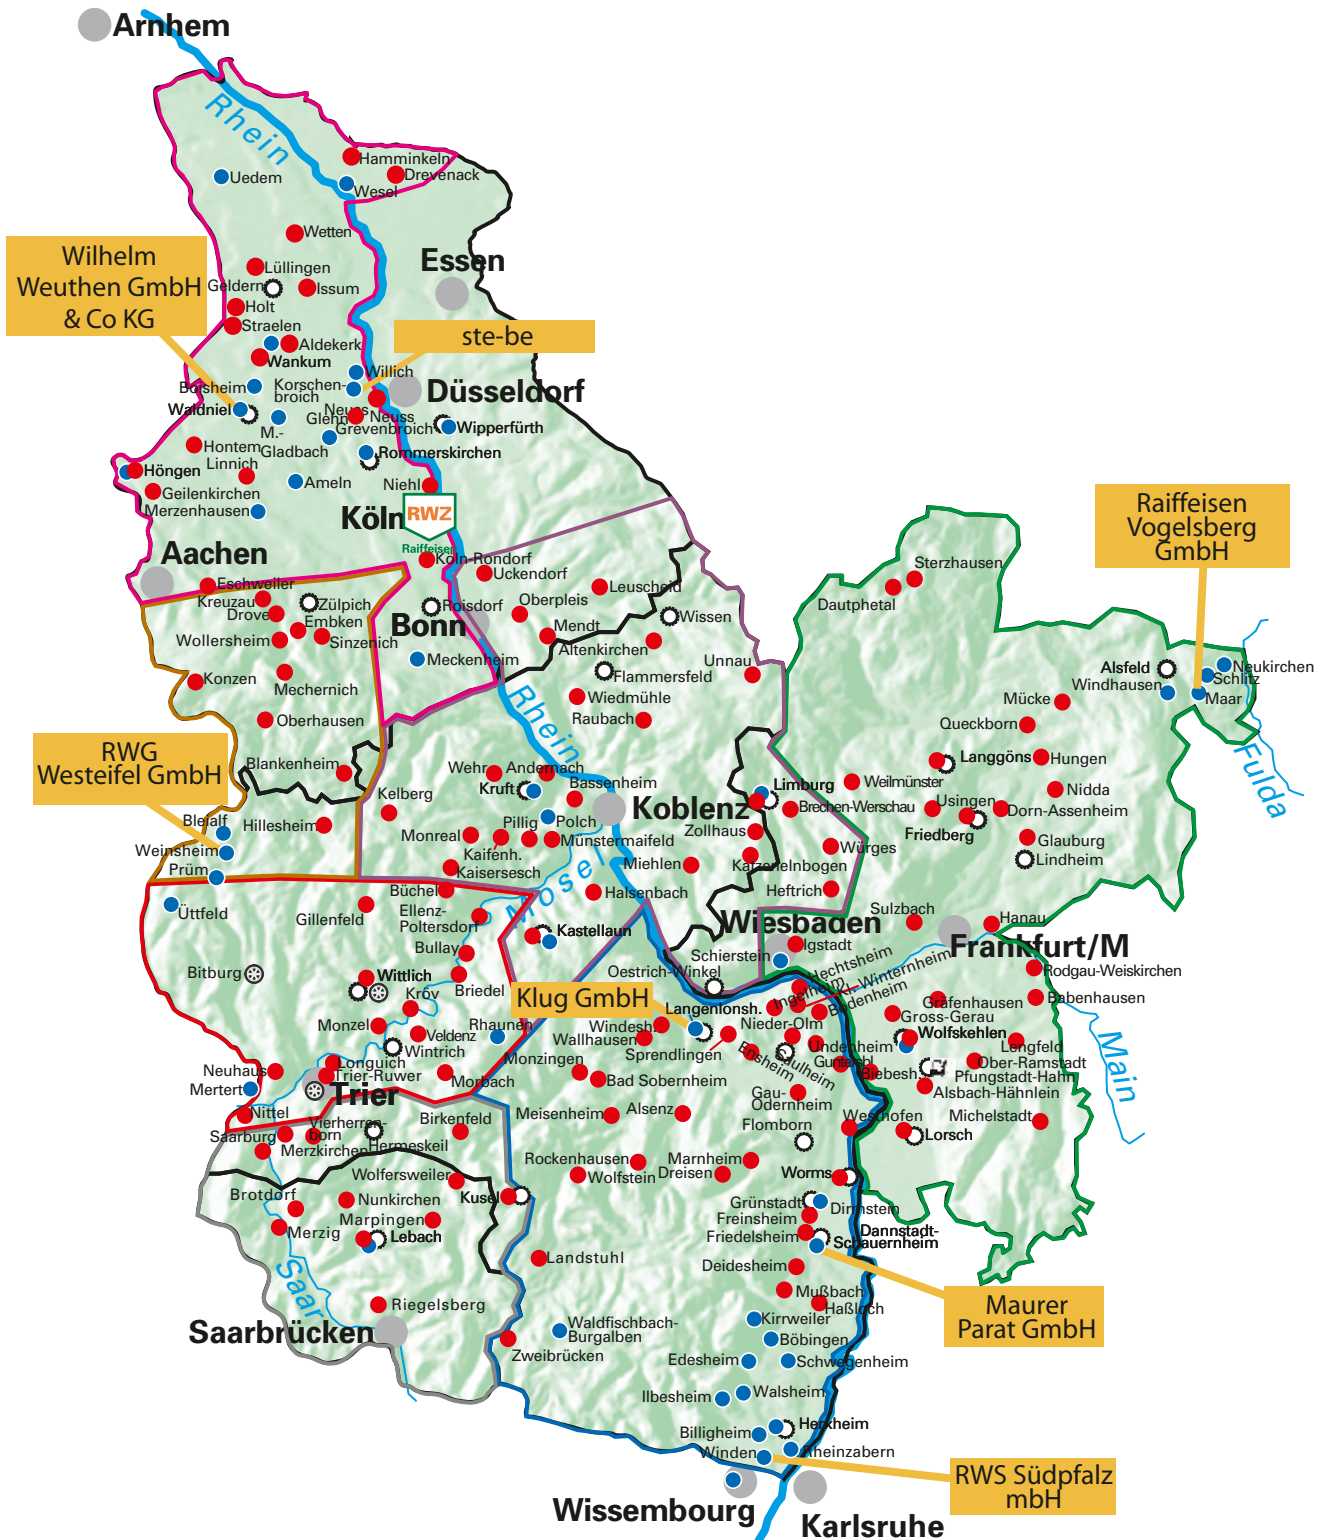 Arnhem
Rhein
Hamminkeln
Drevenack
Uedem
Wesel
Wetten
Wilhelm
Weuthen GmbH
& Co KG
Essen
Lüllingen
Geldern
Issum
Holt
Straelen
ste-be
Aldekerk
Wankum
Willich
Boisheim
Korschen-
broich
Düsseldorf
Waldniel
Neuss
Glehn
Neuss
M.-
Gladbach
Grevenbroich
Wipperfürth
Hontem
Rommerskirchen
Linnich
Höngen
Geilenkirchen
Ameln
Niehl
Merzenhausen
Köln
RWZ
Raiffeisen
Raiffeisen
Vogelsberg
GmbH
Aachen
Köln-Rondorf
Uckendorf
Eschweiler
Leuscheid
Sterzhausen
Kreuzau
Zülpich
Roisdorf
Oberpleis
Dautphetal
Drove
Embken
Bonn
Wissen
Wollersheim
Sinzenich
Mendt
Altenkirchen
Meckenheim
Unnau
Alsfeld
Neukirchen
Konzen
Flammersfeld
Schlitz
Mechernich
Windhausen
Wiedmühle
Mücke
Maar
Oberhausen
Raubach
Rhein
Queckborn
RWG
Westeifel GmbH
Blankenheim
Wehr
Andernach
Langgöns
Hungen
Fulda
Kruft
Bassenheim
Limburg
Weilmünster
Nidda
Kelberg
Koblenz
Brechen-Werschau
Usingen
Dorn-Assenheim
Bleialf
Hillesheim
Pillig
Polch
Friedberg
Monreal
Münstermaifeld
Zollhaus
Glauburg
Weinsheim
Kaifenh.
Würges
Lindheim
Prüm
Kaisersesch
Mosel
Miehlen
Katzenelnbogen
Büchel
Halsenbach
Heftrich
Üttfeld
Gillenfeld
Ellenz-
Poltersdorf
Sulzbach
Hanau
Kastellaun
Wiesbaden
Frankfurt/M
Bullay
Igstadt
Schierstein
Hechtsheim
Bitburg
Wittlich
Oestrich-Winkel
Kl.-Winternheim
Rodgau-Weiskirchen
Briedel
Klug GmbH
Ingelheim
Bodenheim
Gräfenhausen
Babenhausen
Kröv
Langenlonsh.
Gross-Gerau
Monzel
Rhaunen
Windesh.
Nieder-Olm
Wolfskehlen
Veldenz
Wallhausen
Undenheim
Lengfeld
Main
Wintrich
Monzingen
Sprendlingen
Ensheim
Saulheim
Guntersbl.
Ober-Ramstadt
Neuhaus
Longuich
Trier-Ruwer
Morbach
Bad Sobernheim
Biebesh.
Pfungstadt-Hahn
Mertert
Trier
Gau-
Odernheim
Alsbach-Hähnlein
Nittel
Meisenheim
Alsenz
Westhofen
Michelstadt
Vierherren-
born
Birkenfeld
Flomborn
Lorsch
Saarburg
Merzkirchen
Hermeskeil
Rockenhausen
Marnheim
Wolfersweiler
Wolfstein
Dreisen
Worms
Brotdorf
Nunkirchen
Kusel
Grünstadt
Dirmstein
Marpingen
Freinsheim
Merzig
Lebach
Friedelsheim
Dannstadt-
Schauernheim
Landstuhl
Deidesheim
Saar
Mußbach
Maurer
Parat GmbH
Riegelsberg
Haßloch
Kirrweiler
Saarbrücken
Waldfischbach-
Burgalben
Böbingen
Zweibrücken
Edesheim
Schwegenheim
Ilbesheim
Walsheim
Herxheim
Billigheim
Winden
Rheinzabern
RWS Südpfalz
mbH
Wissembourg
Karlsruhe